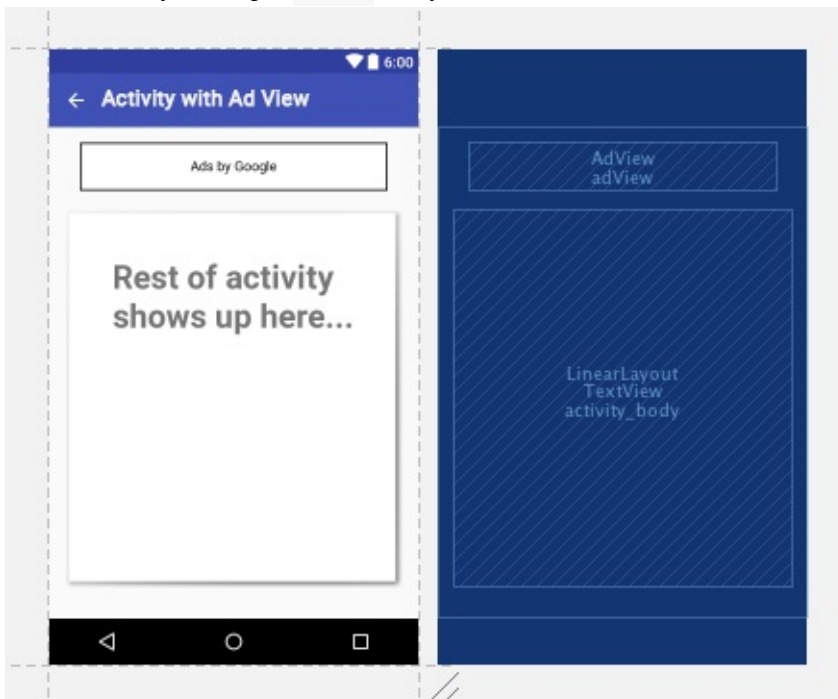 6:00
Activity with Ad View
Ads by Google
Rest of activity
shows up here...
AdView
adView
LinearLayout
TextView
activity_body